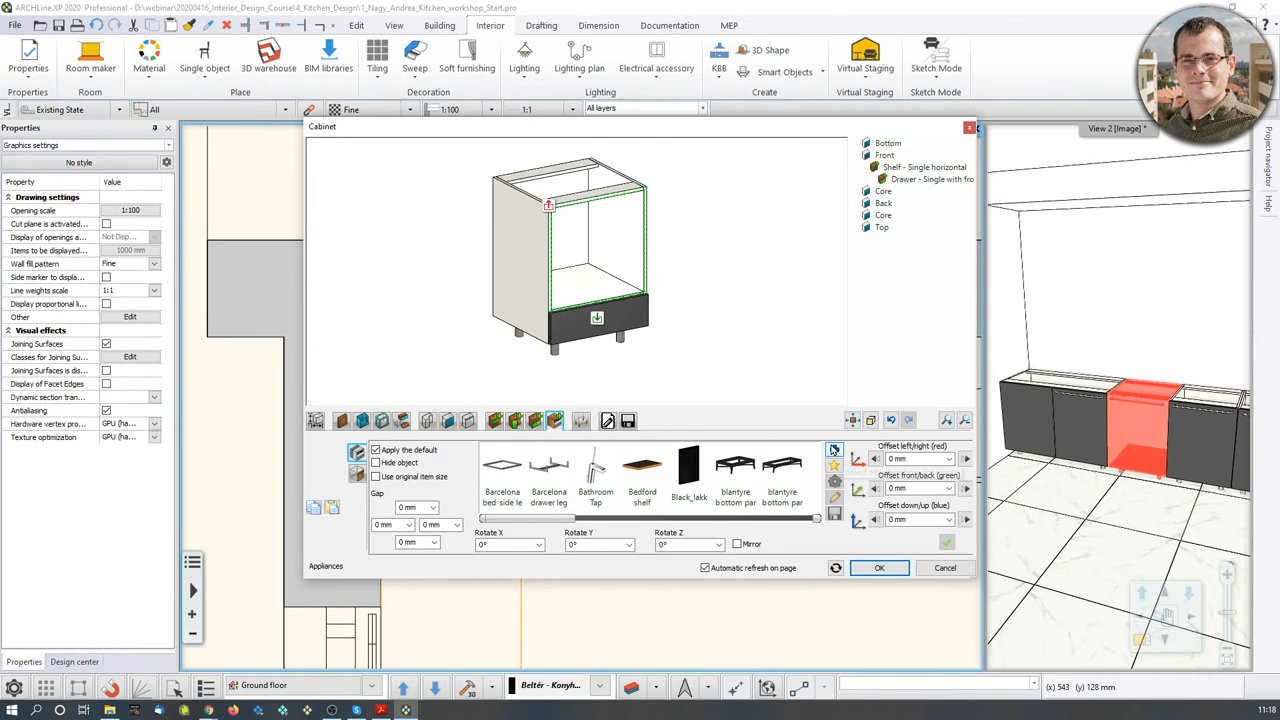 ARCHLine.XP 2020 D:\webinar\20200416_Interior_Design_Course\4_Kitchen_Design\1_Nagy_Andrea_Kitchen_workshop_Start.pro
File
Edit
View
Building
Interior
Drafting
Dimension
Documentation
MEP
Properties
Room maker
Material
Single object
3D warehouse
BIM libraries
Tiling
Sweep
Soft furnishing
Lighting
Lighting plan
Electrical accessory
KBB
3D Shape
Smart Objects
Virtual Staging
Sketch Mode
Properties
Room
Place
Decoration
Lighting
Create
Virtual Staging
Sketch Mode
Existing State
All
Fine
1:100
1:1
All layers
Properties
Graphics settings
No style
Property
Value
Drawing settings
Opening scale
1:100
Cut plane is activated...
Display of openings a...
Not Disp...
Items to be displayed...
1000 mm
Wall fill pattern
Fine
Side marker to displa...
Line weights scale
1:1
Display proportional li...
Other
Edit
Visual effects
Joining Surfaces
Classes for Joining Su...
Edit
Joining Surfaces is di...
Display of Facet Edges
Dynamic section tran...
Antialiasing
Hardware vertex pro...
GPU (ha...
Texture optimization
GPU (ha...
Properties
Design center
Cabinet
Bottom
Front
Shelf - Single horizontal
Drawer - Single with fro
Core
Back
Core
Top
Apply the default
Hide object
Use original item size
Gap
0 mm
0 mm
0 mm
0 mm
Barcelona bed side le
Barcelona drawer leg
Bathroom Tap
Bedford shelf
Black_lakk
blantyre bottom par
blantyre bottom par
Rotate X
0°
Rotate Y
0°
Rotate Z
0°
Mirror
Offset left/right (red)
0 mm
Offset front/back (green)
0 mm
Offset down/up (blue)
0 mm
Appliances
Automatic refresh on page
OK
Cancel
View 2 [Image] *
Project navigator
Help
Ground floor
Beltér - Konyh...
(x) 543 (y) 128 mm
11:18